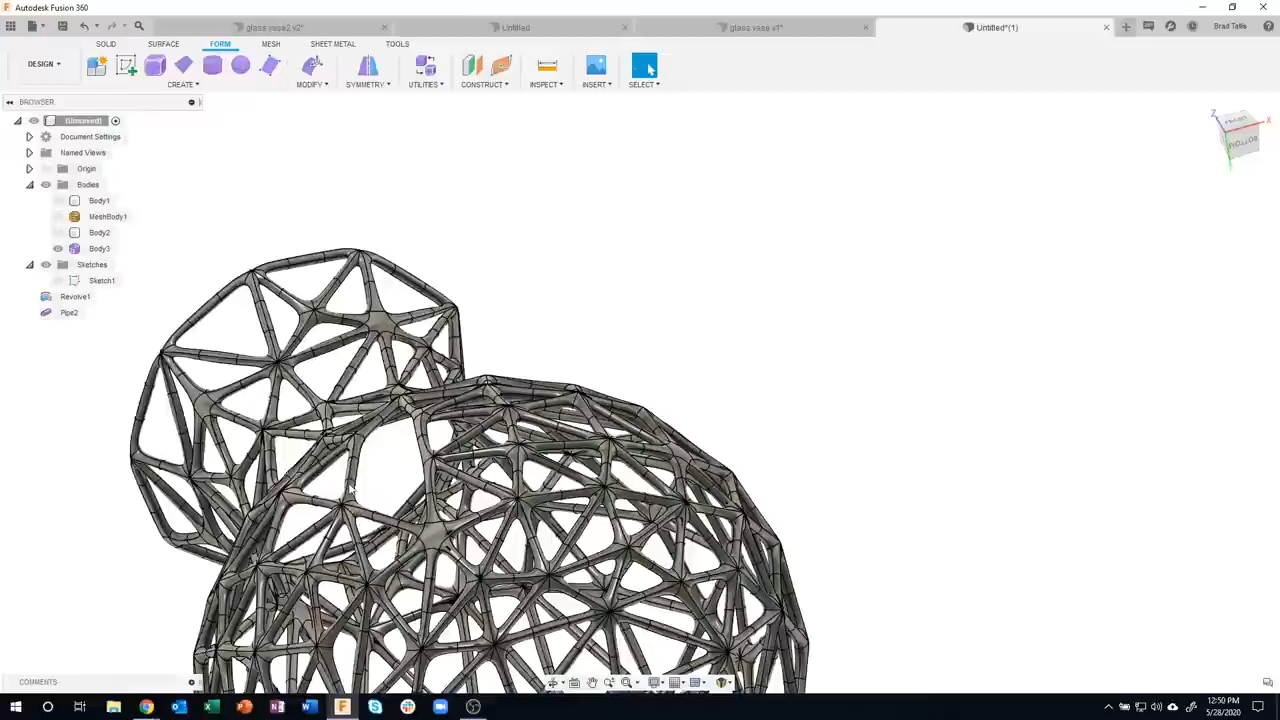 Autodesk Fusion 360
glass vase2 v2*
Untitled
glass vase v1*
Untitled*(1)
Brad Tallis
SOLID
SURFACE
FORM
MESH
SHEET METAL
TOOLS
DESIGN
CREATE
MODIFY
SYMMETRY
UTILITIES
CONSTRUCT
INSPECT
INSERT
SELECT
BROWSER
(Unsaved)
Document Settings
Named Views
Origin
Bodies
Body1
MeshBody1
Body2
Body3
Sketches
Sketch1
Revolve1
Pipe2
Z
X
BOTTOM
COMMENTS
12:50 PM
5/28/2020